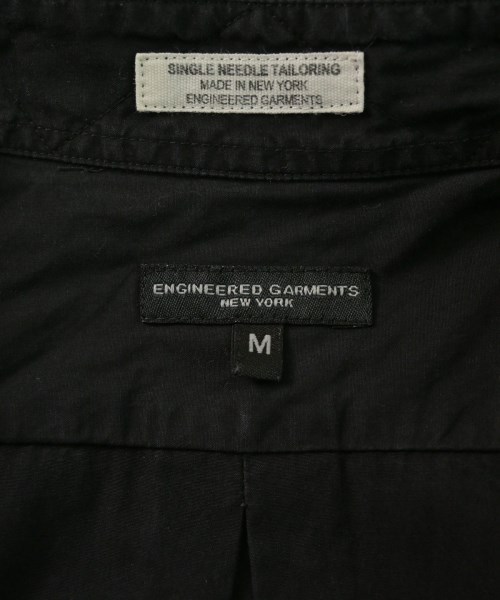 SINGLE NEEDLE TAILORING
MADE IN NEW YORK
ENGINEERED GARMENTS
ENGINEERED GARMENTS
NEW YORK
M